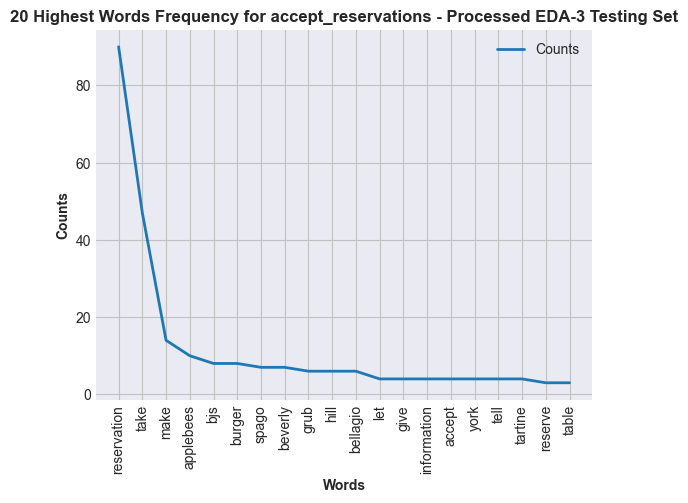 20 Highest Words Frequency for accept_reservations - Processed EDA-3 Testing Set
Counts
Counts
80
60
40
20
0
reservation
take
make
applebees
bjs
burger
spago
beverly
grub
hill
bellagio
let
give
information
accept
york
tell
tartine
reserve
table
Words